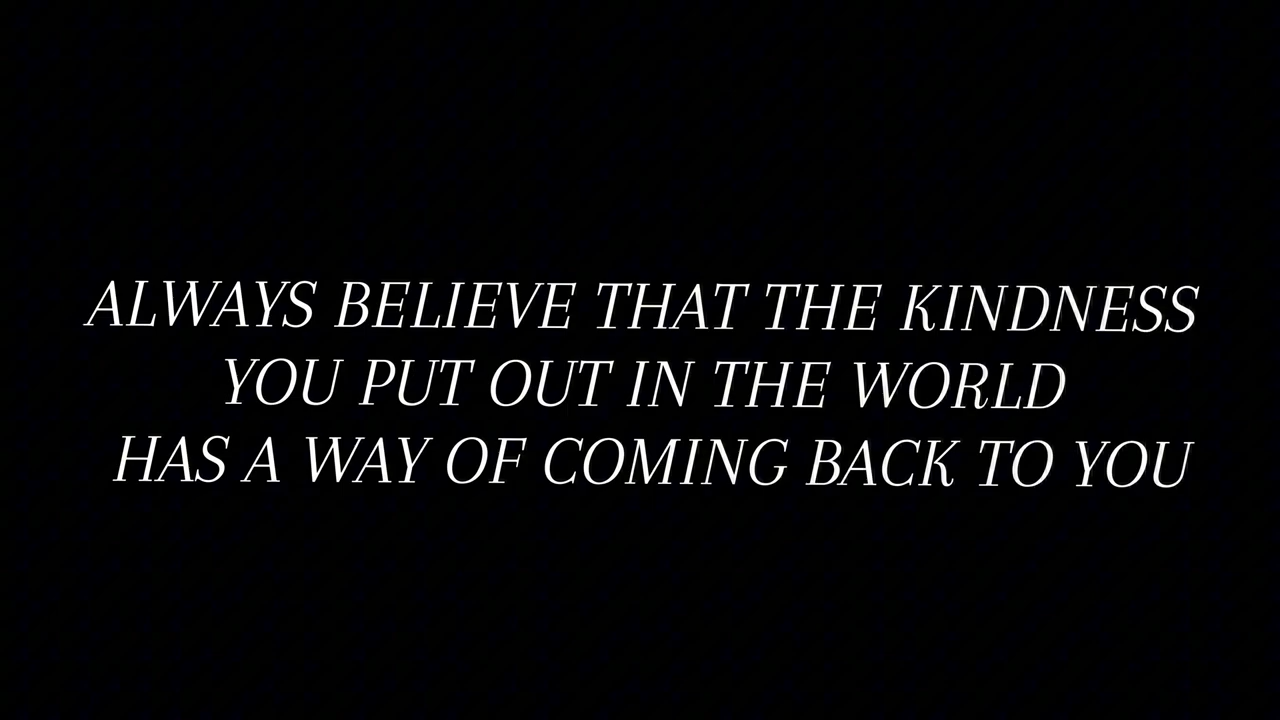 ALWAYS BELIEVE THAT THE KINDNESS
YOU PUT OUT IN THE WORLD
HAS A WAY OF COMING BACK TO YOU